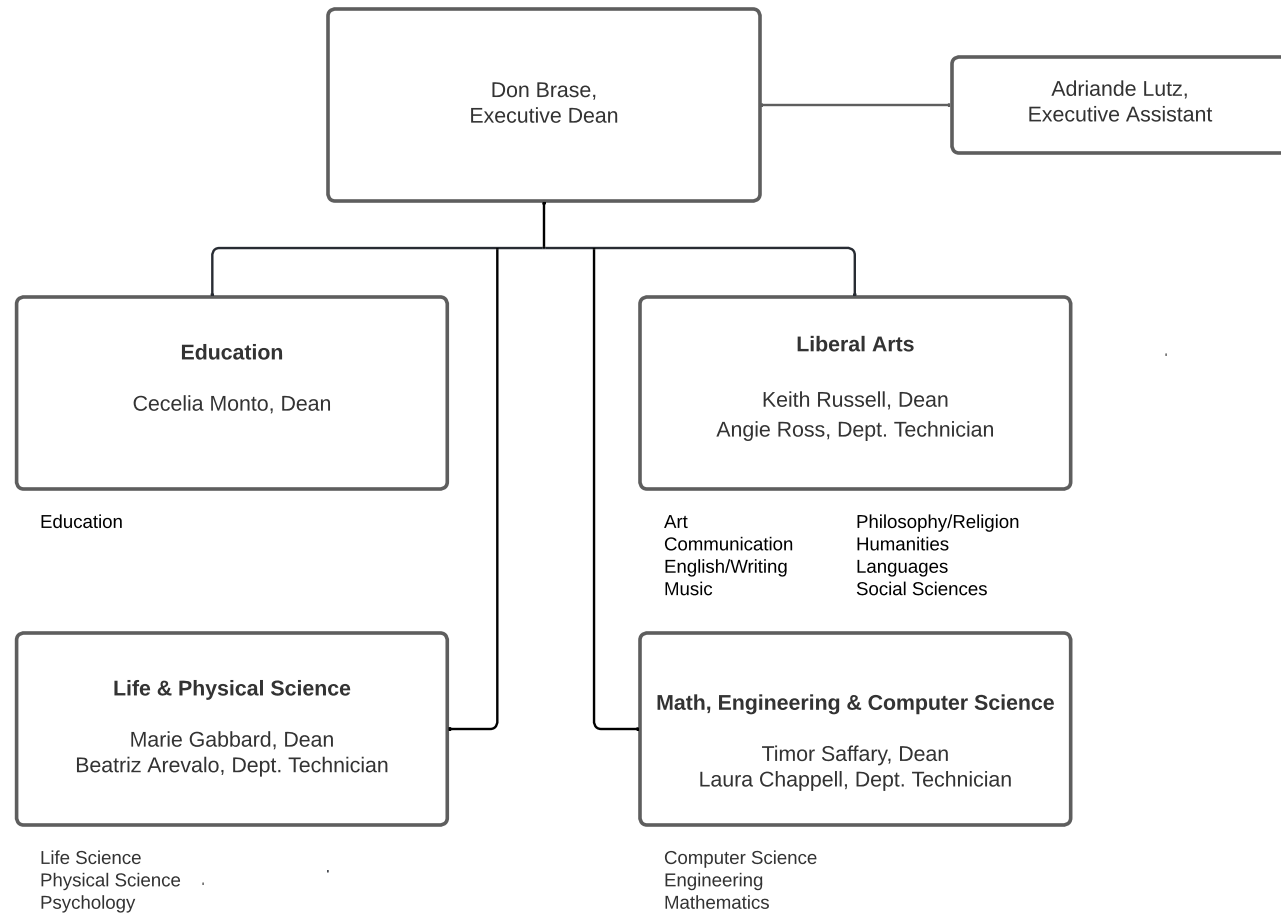 Don Brase,
Executive Dean
Adriande Lutz,
Executive Assistant
Education
Cecelia Monto, Dean
Liberal Arts
Keith Russell, Dean
Angie Ross, Dept. Technician
Education
Art
Communication
English/Writing
Music
Philosophy/Religion
Humanities
Languages
Social Sciences
Life & Physical Science
Marie Gabbard, Dean
Beatriz Arevalo, Dept. Technician
Math, Engineering & Computer Science
Timor Saffary, Dean
Laura Chappell, Dept. Technician
Life Science
Physical Science
Psychology
Computer Science
Engineering
Mathematics